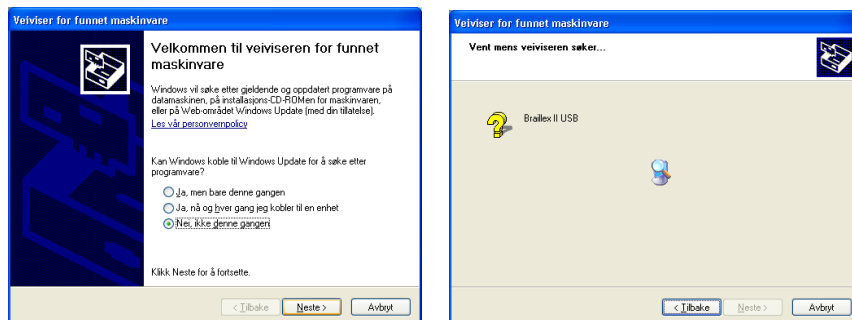 Veiviser for funnet maskinvare
Velkommen til veiviseren for funnet
maskinvare
Windows vil søke etter gjeldende og oppdatert programvare på
datamaskinen, på installasjons-CD-ROMen for maskinvaren,
eller på Web-området Windows Update (med din tillatelse).
Les vår personvernpolicy
Kan Windows koble til Windows Update for å søke etter
programvare?
Ja, men bare denne gangen
Ja, nå og hver gang jeg kobler til en enhet
Nei, ikke denne gangen
Klikk Neste for å fortsette.
< Tilbake
Neste >
Avbryt
Veiviser for funnet maskinvare
Vent mens veiviseren søker...
Braillex II USB
< Tilbake
Neste >
Avbryt